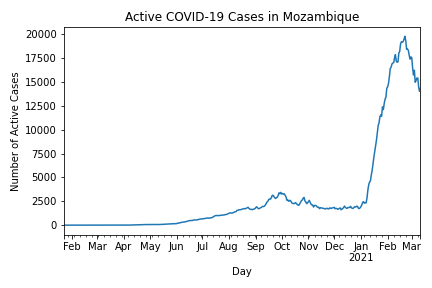 Active COVID-19 Cases in Mozambique
Number of Active Cases
20000
17500
15000
12500
10000
7500
5000
2500
0
Feb Mar Apr May Jun Jul Aug Sep Oct Nov Dec Jan Feb Mar
2021
Day